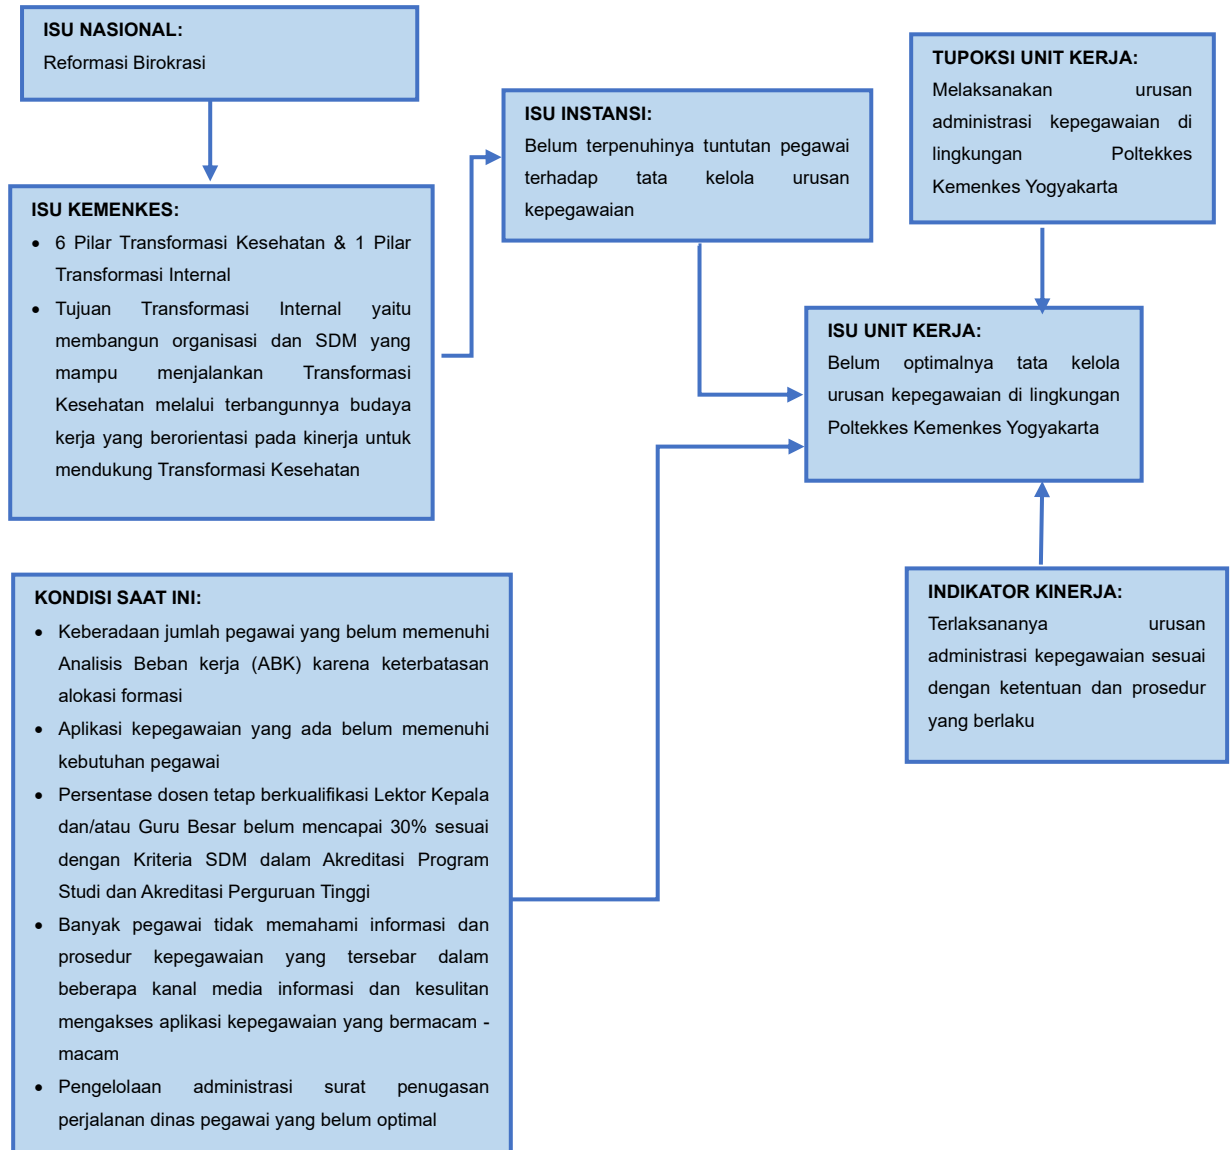 ISU NASIONAL:
Reformasi Birokrasi
ISU KEMENKES:
• 6 Pilar Transformasi Kesehatan & 1 Pilar
Transformasi Internal
• Tujuan Transformasi Internal yaitu
membangun organisasi dan SDM yang
mampu menjalankan Transformasi
Kesehatan melalui terbangunnya budaya
kerja yang berorientasi pada kinerja untuk
mendukung Transformasi Kesehatan
ISU INSTANSI:
Belum terpenuhinya tuntutan pegawai
terhadap tata kelola urusan
kepegawaian
TUPOKSI UNIT KERJA:
Melaksanakan urusan
administrasi kepegawaian di
lingkungan Poltekkes
Kemenkes Yogyakarta
ISU UNIT KERJA:
Belum optimalnya tata kelola
urusan kepegawaian di lingkungan
Poltekkes Kemenkes Yogyakarta
KONDISI SAAT INI:
• Keberadaan jumlah pegawai yang belum memenuhi
Analisis Beban kerja (ABK) karena keterbatasan
alokasi formasi
• Aplikasi kepegawaian yang ada belum memenuhi
kebutuhan pegawai
• Persentase dosen tetap berkualifikasi Lektor Kepala
dan/atau Guru Besar belum mencapai 30% sesuai
dengan Kriteria SDM dalam Akreditasi Program
Studi dan Akreditasi Perguruan Tinggi
• Banyak pegawai tidak memahami informasi dan
prosedur kepegawaian yang tersebar dalam
beberapa kanal media informasi dan kesulitan
mengakses aplikasi kepegawaian yang bermacam -
macam
• Pengelolaan administrasi surat penugasan
perjalanan dinas pegawai yang belum optimal
INDIKATOR KINERJA:
Terlaksananya urusan
administrasi kepegawaian sesuai
dengan ketentuan dan prosedur
yang berlaku